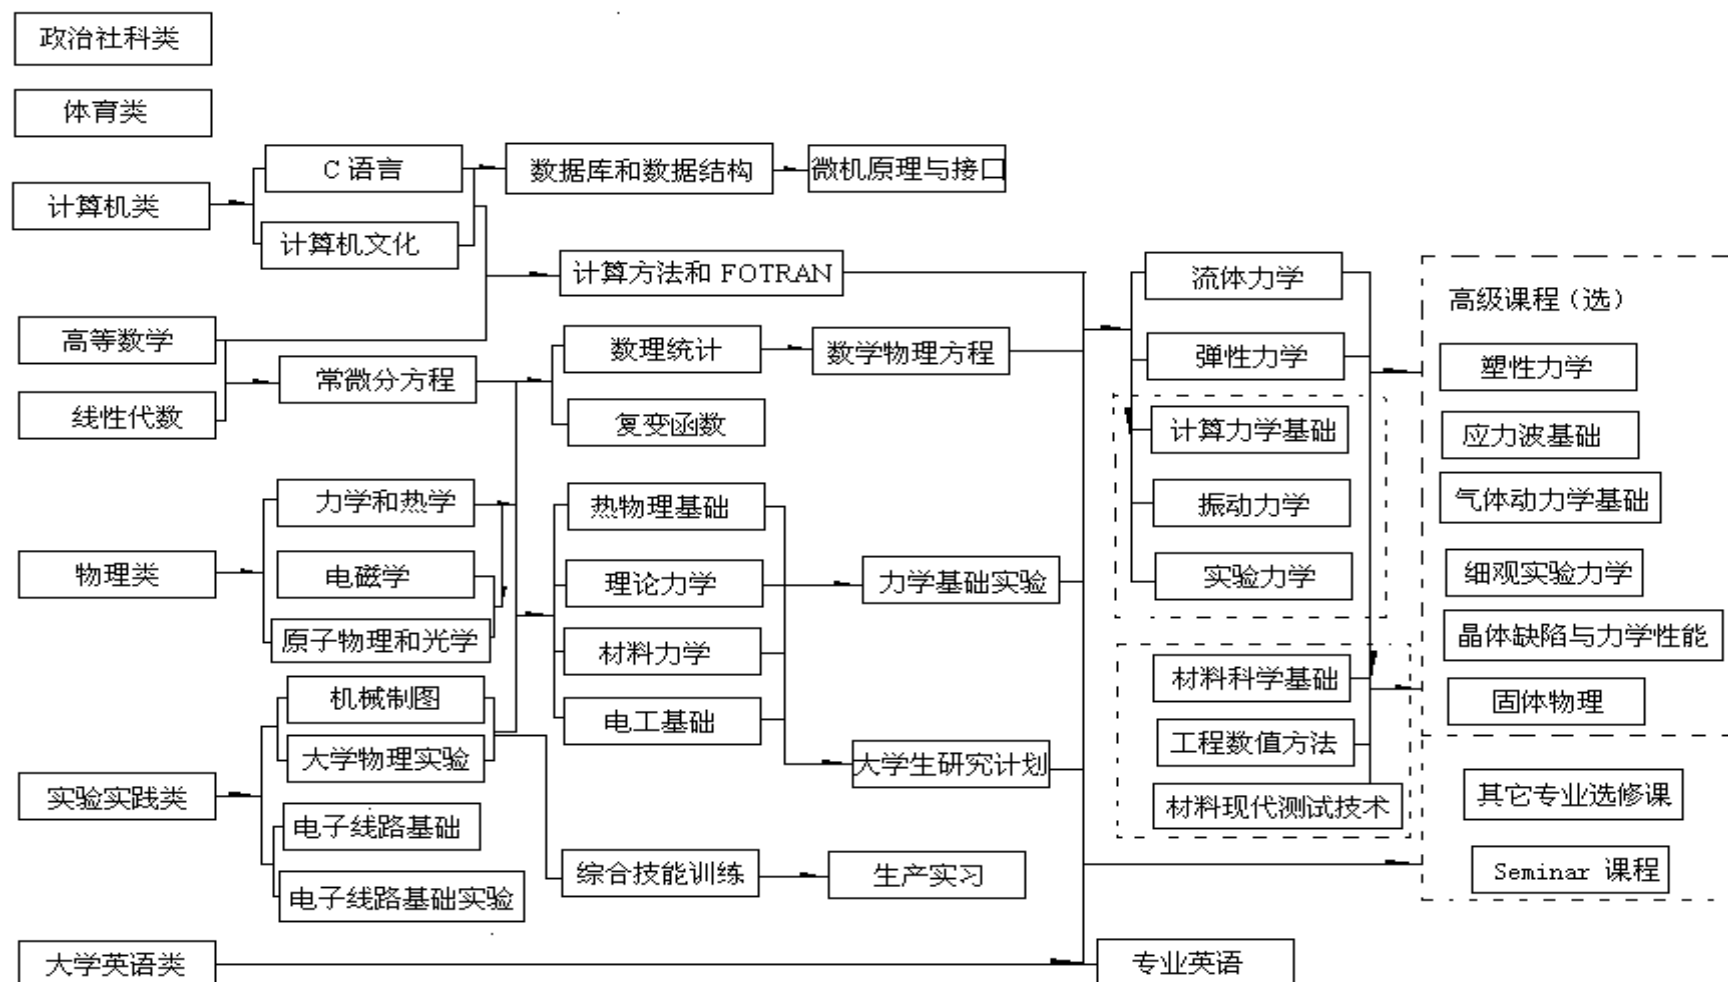 政治社科类
体育类
计算机类
C 语言
计算机文化
数据库和数据结构
微机原理与接口
计算方法和 FOTRAN
高等数学
线性代数
常微分方程
数理统计
数学物理方程
复变函数
物理类
力学和热学
电磁学
原子物理和光学
热物理基础
理论力学
材料力学
电工基础
力学基础实验
大学生研究计划
实验实践类
机械制图
大学物理实验
电子线路基础
电子线路基础实验
综合技能训练
生产实习
大学英语类
专业英语
流体力学
弹性力学
计算力学基础
振动力学
实验力学
材料科学基础
工程数值方法
材料现代测试技术
高级课程（选）
塑性力学
应力波基础
气体动力学基础
细观实验力学
晶体缺陷与力学性能
固体物理
其它专业选修课
Seminar 课程